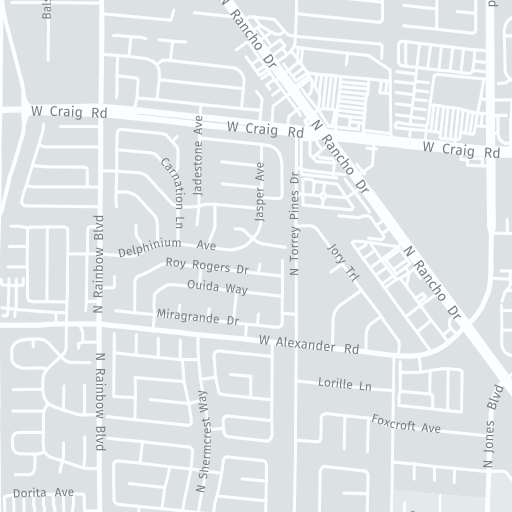 Bals
N Rancho Dr
W Craig Rd
W Craig Rd
N Rancho Dr
W Craig Rd
Jadestone Ave
Carnation Ln
Jasper Ave
N Torrey Pines Dr
Delphinium Ave
Jory Trl
N Rancho Dr
N Rainbow Blvd
Roy Rogers Dr
Ouida Way
Miragrande Dr
W Alexander Rd
N Rainbow Blvd
Lorille Ln
N Shermcrest Way
Foxcroft Ave
N Jones Blvd
Dorita Ave